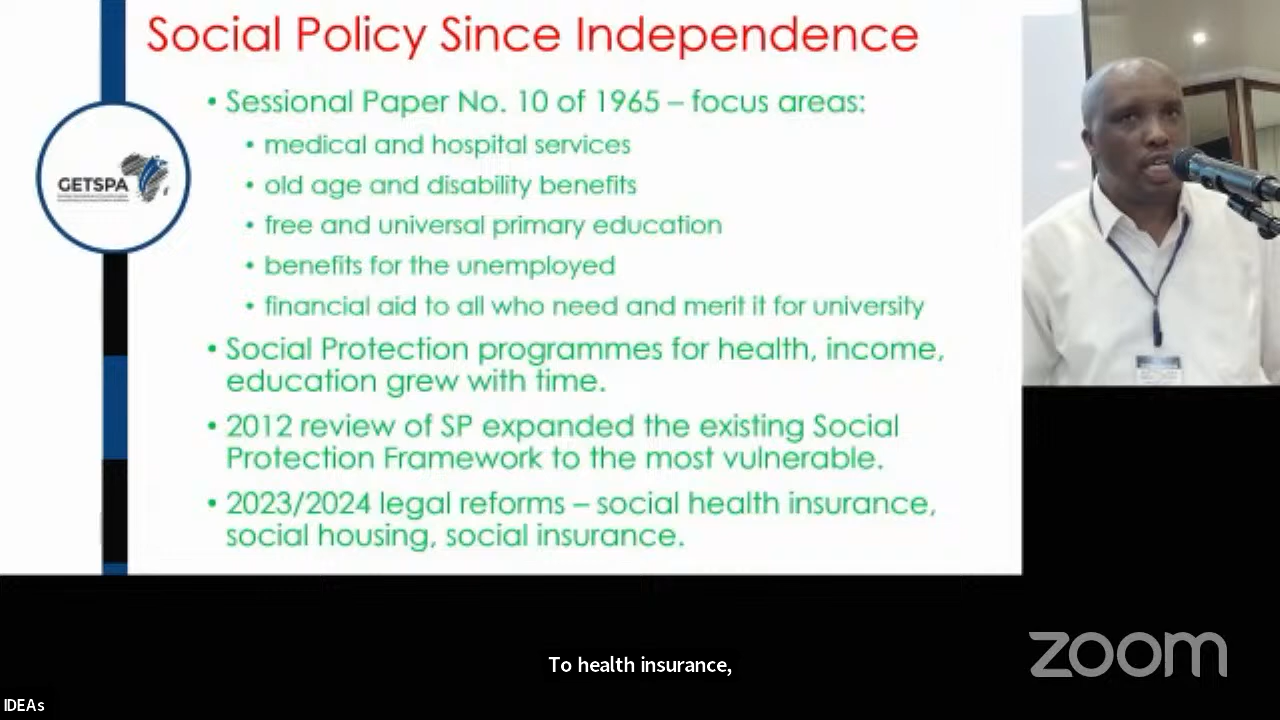 Social Policy Since Independence
• Sessional Paper No. 10 of 1965 – focus areas:
• medical and hospital services
• old age and disability benefits
• free and universal primary education
• benefits for the unemployed
• financial aid to all who need and merit it for university
• Social Protection programmes for health, income,
education grew with time.
• 2012 review of SP expanded the existing Social
Protection Framework to the most vulnerable.
• 2023/2024 legal reforms – social health insurance,
social housing, social insurance.
GETSPA
To health insurance,
zoom
IDEAs